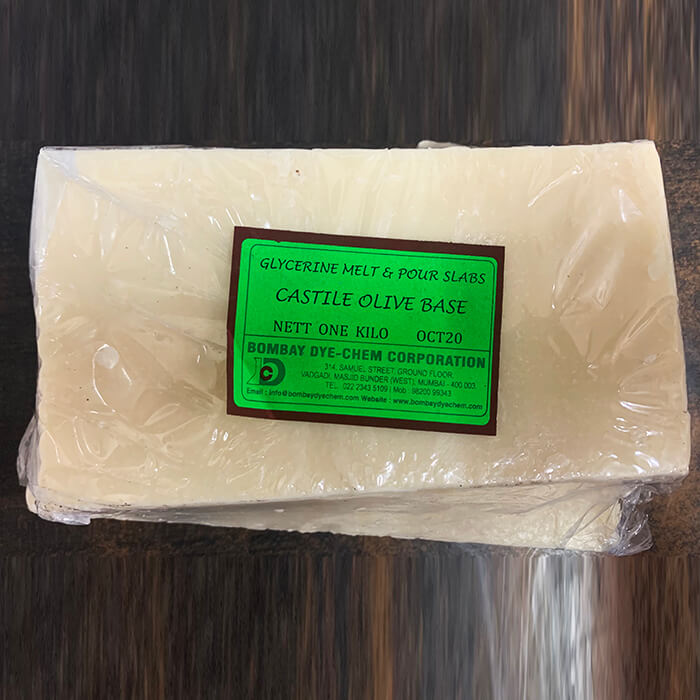 GLYCERINE MELT & POUR SLABS
CASTILE OLIVE BASE
NETT ONE KILO OCT20
BOMBAY DYE-CHEM CORPORATION
314, SAMUEL STREET, GROUND FLOOR,
VADGADI, MASJID BUNDER (WEST), MUMBAI - 400 003.
TEL. 022 2343 5109 | Mob : 98200 99343
Email : info@bombaydyechem.com Website : www.bombaydyechem.com